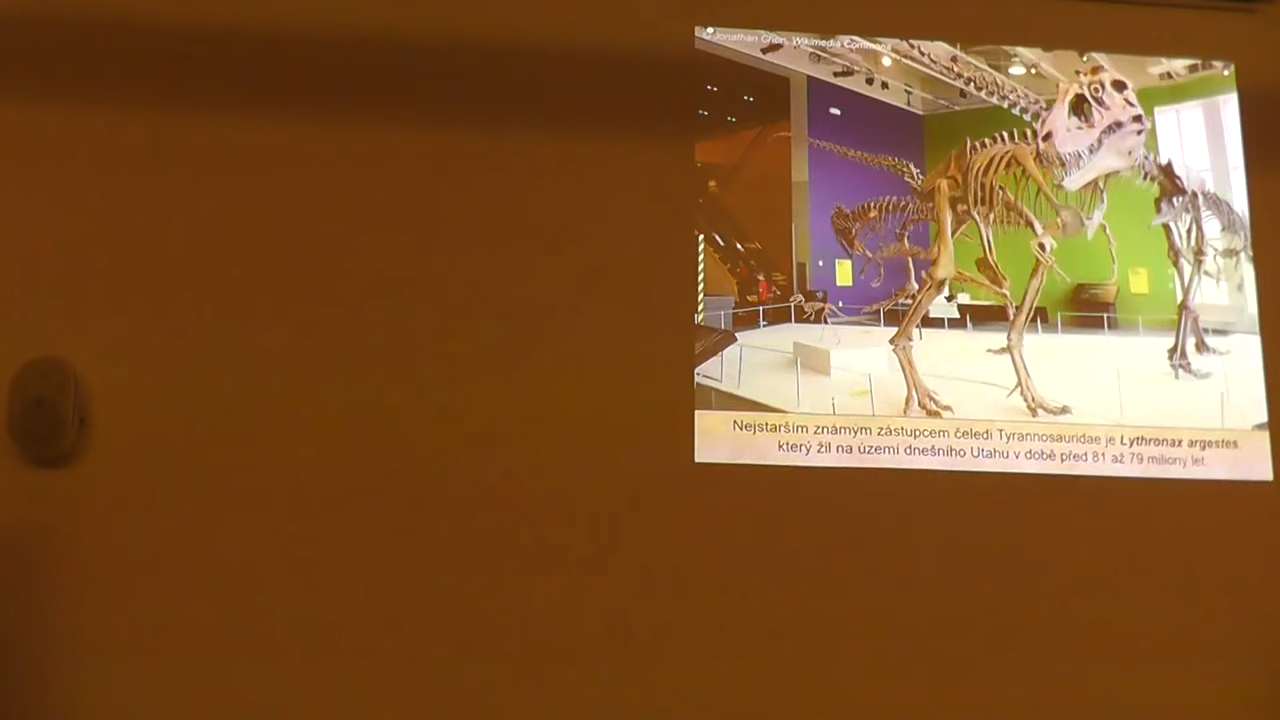 © Jonathan Chen, Wikimedia Commons
Nejstarším známým zástupcem čeledi Tyrannosauridae je Lythronax argestes,
který žil na území dnešního Utahu v době před 81 až 79 miliony let.